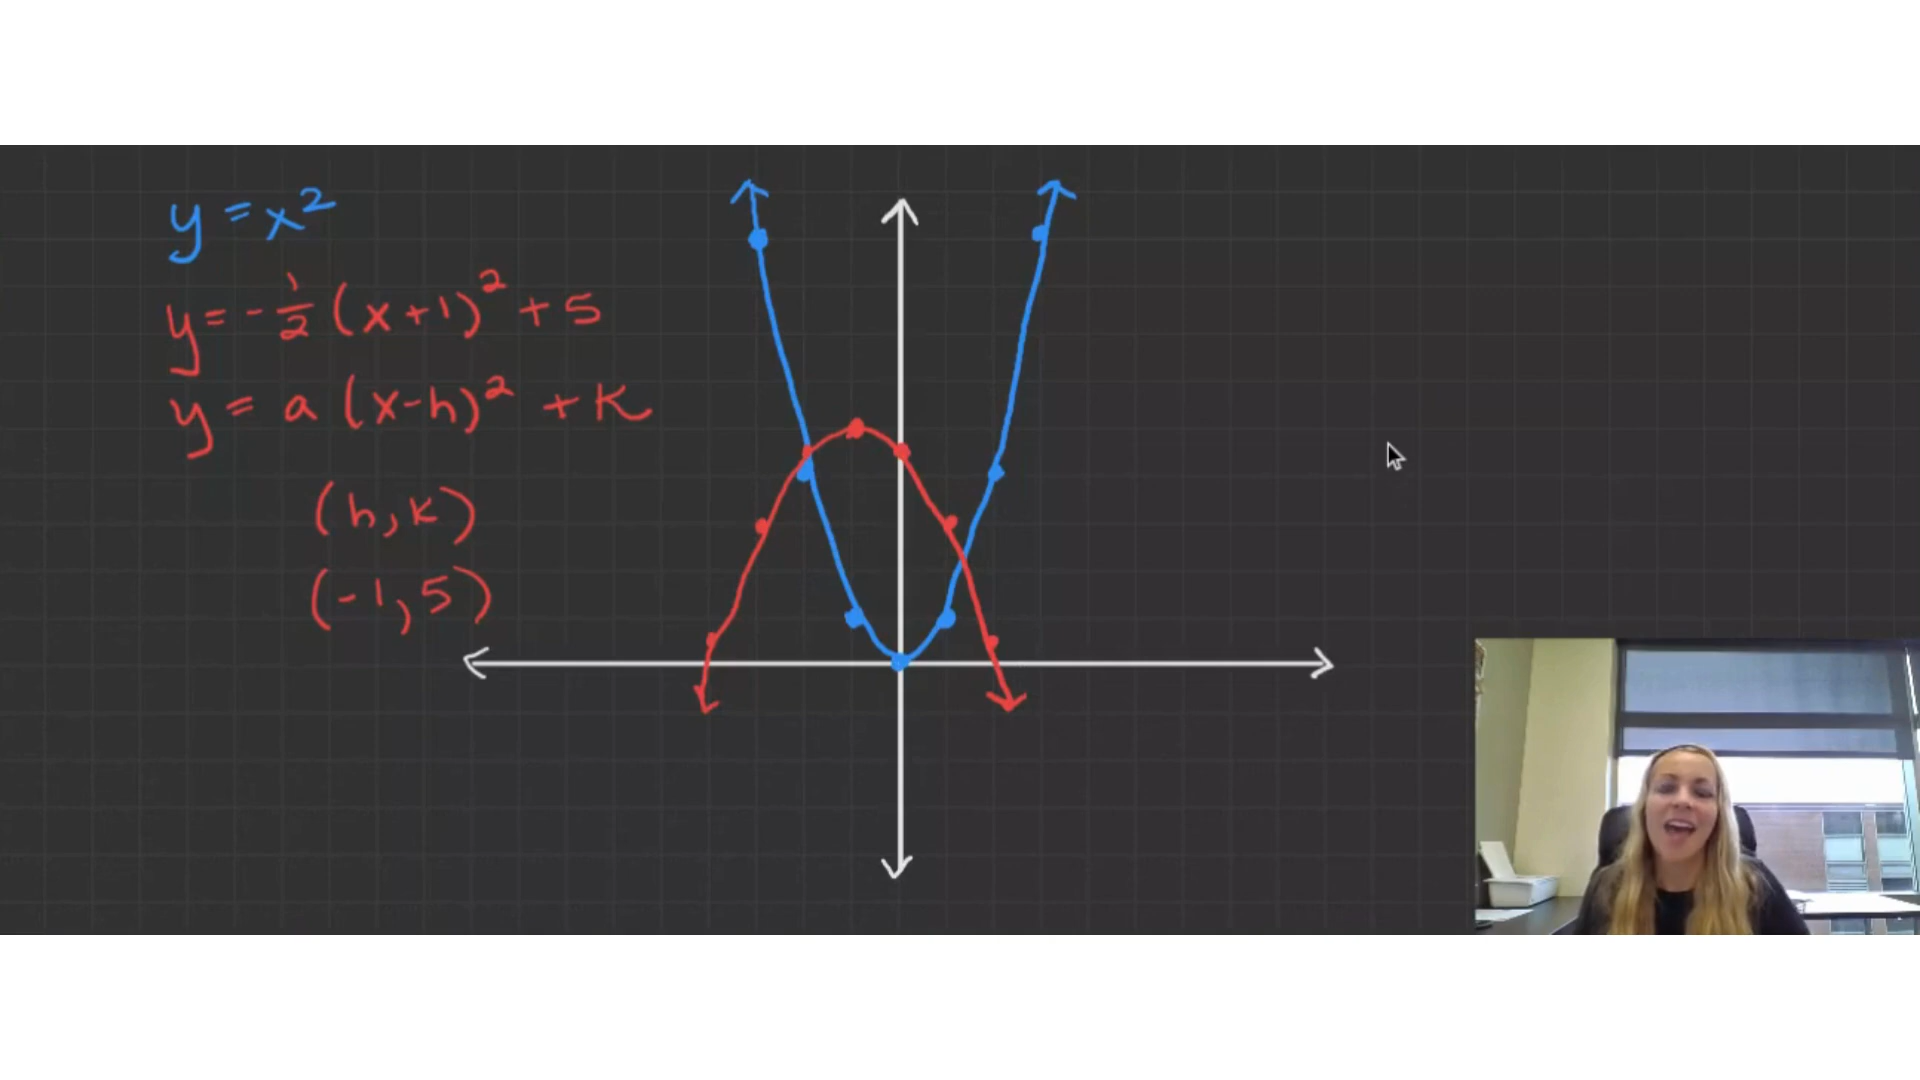 y = x²
y = -1/2 (x+1)² + 5
y = a (x-h)² + k
(h, k)
(-1, 5)